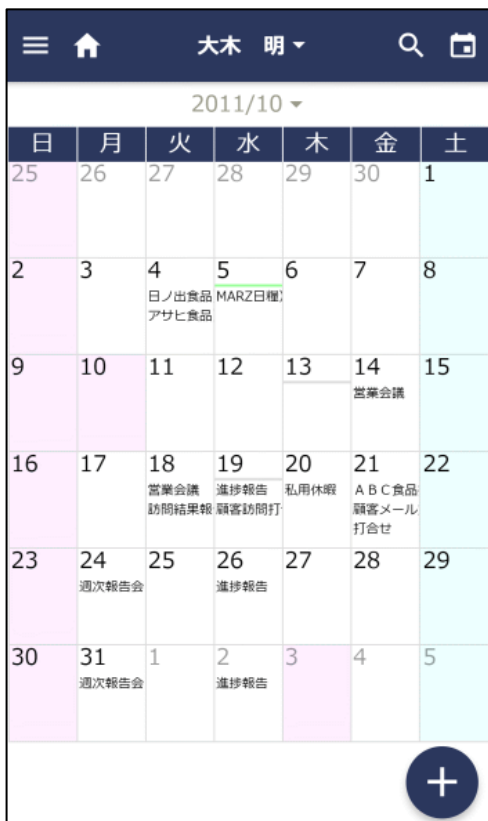 大木 明
2011/10
日 月 火 水 木 金 土
25 26 27 28 29 30 1
2 3 4 5 6 7 8
日ノ出食品 MARZ日程
アサヒ食品
9 10 11 12 13 14 15
営業会議
16 17 18 19 20 21 22
営業会議 進捗報告 私用休暇 ABC食品
訪問結果報 顧客訪問打 顧客メール
打合せ
23 24 25 26 27 28 29
週次報告会 進捗報告
30 31 1 2 3 4 5
週次報告会 進捗報告